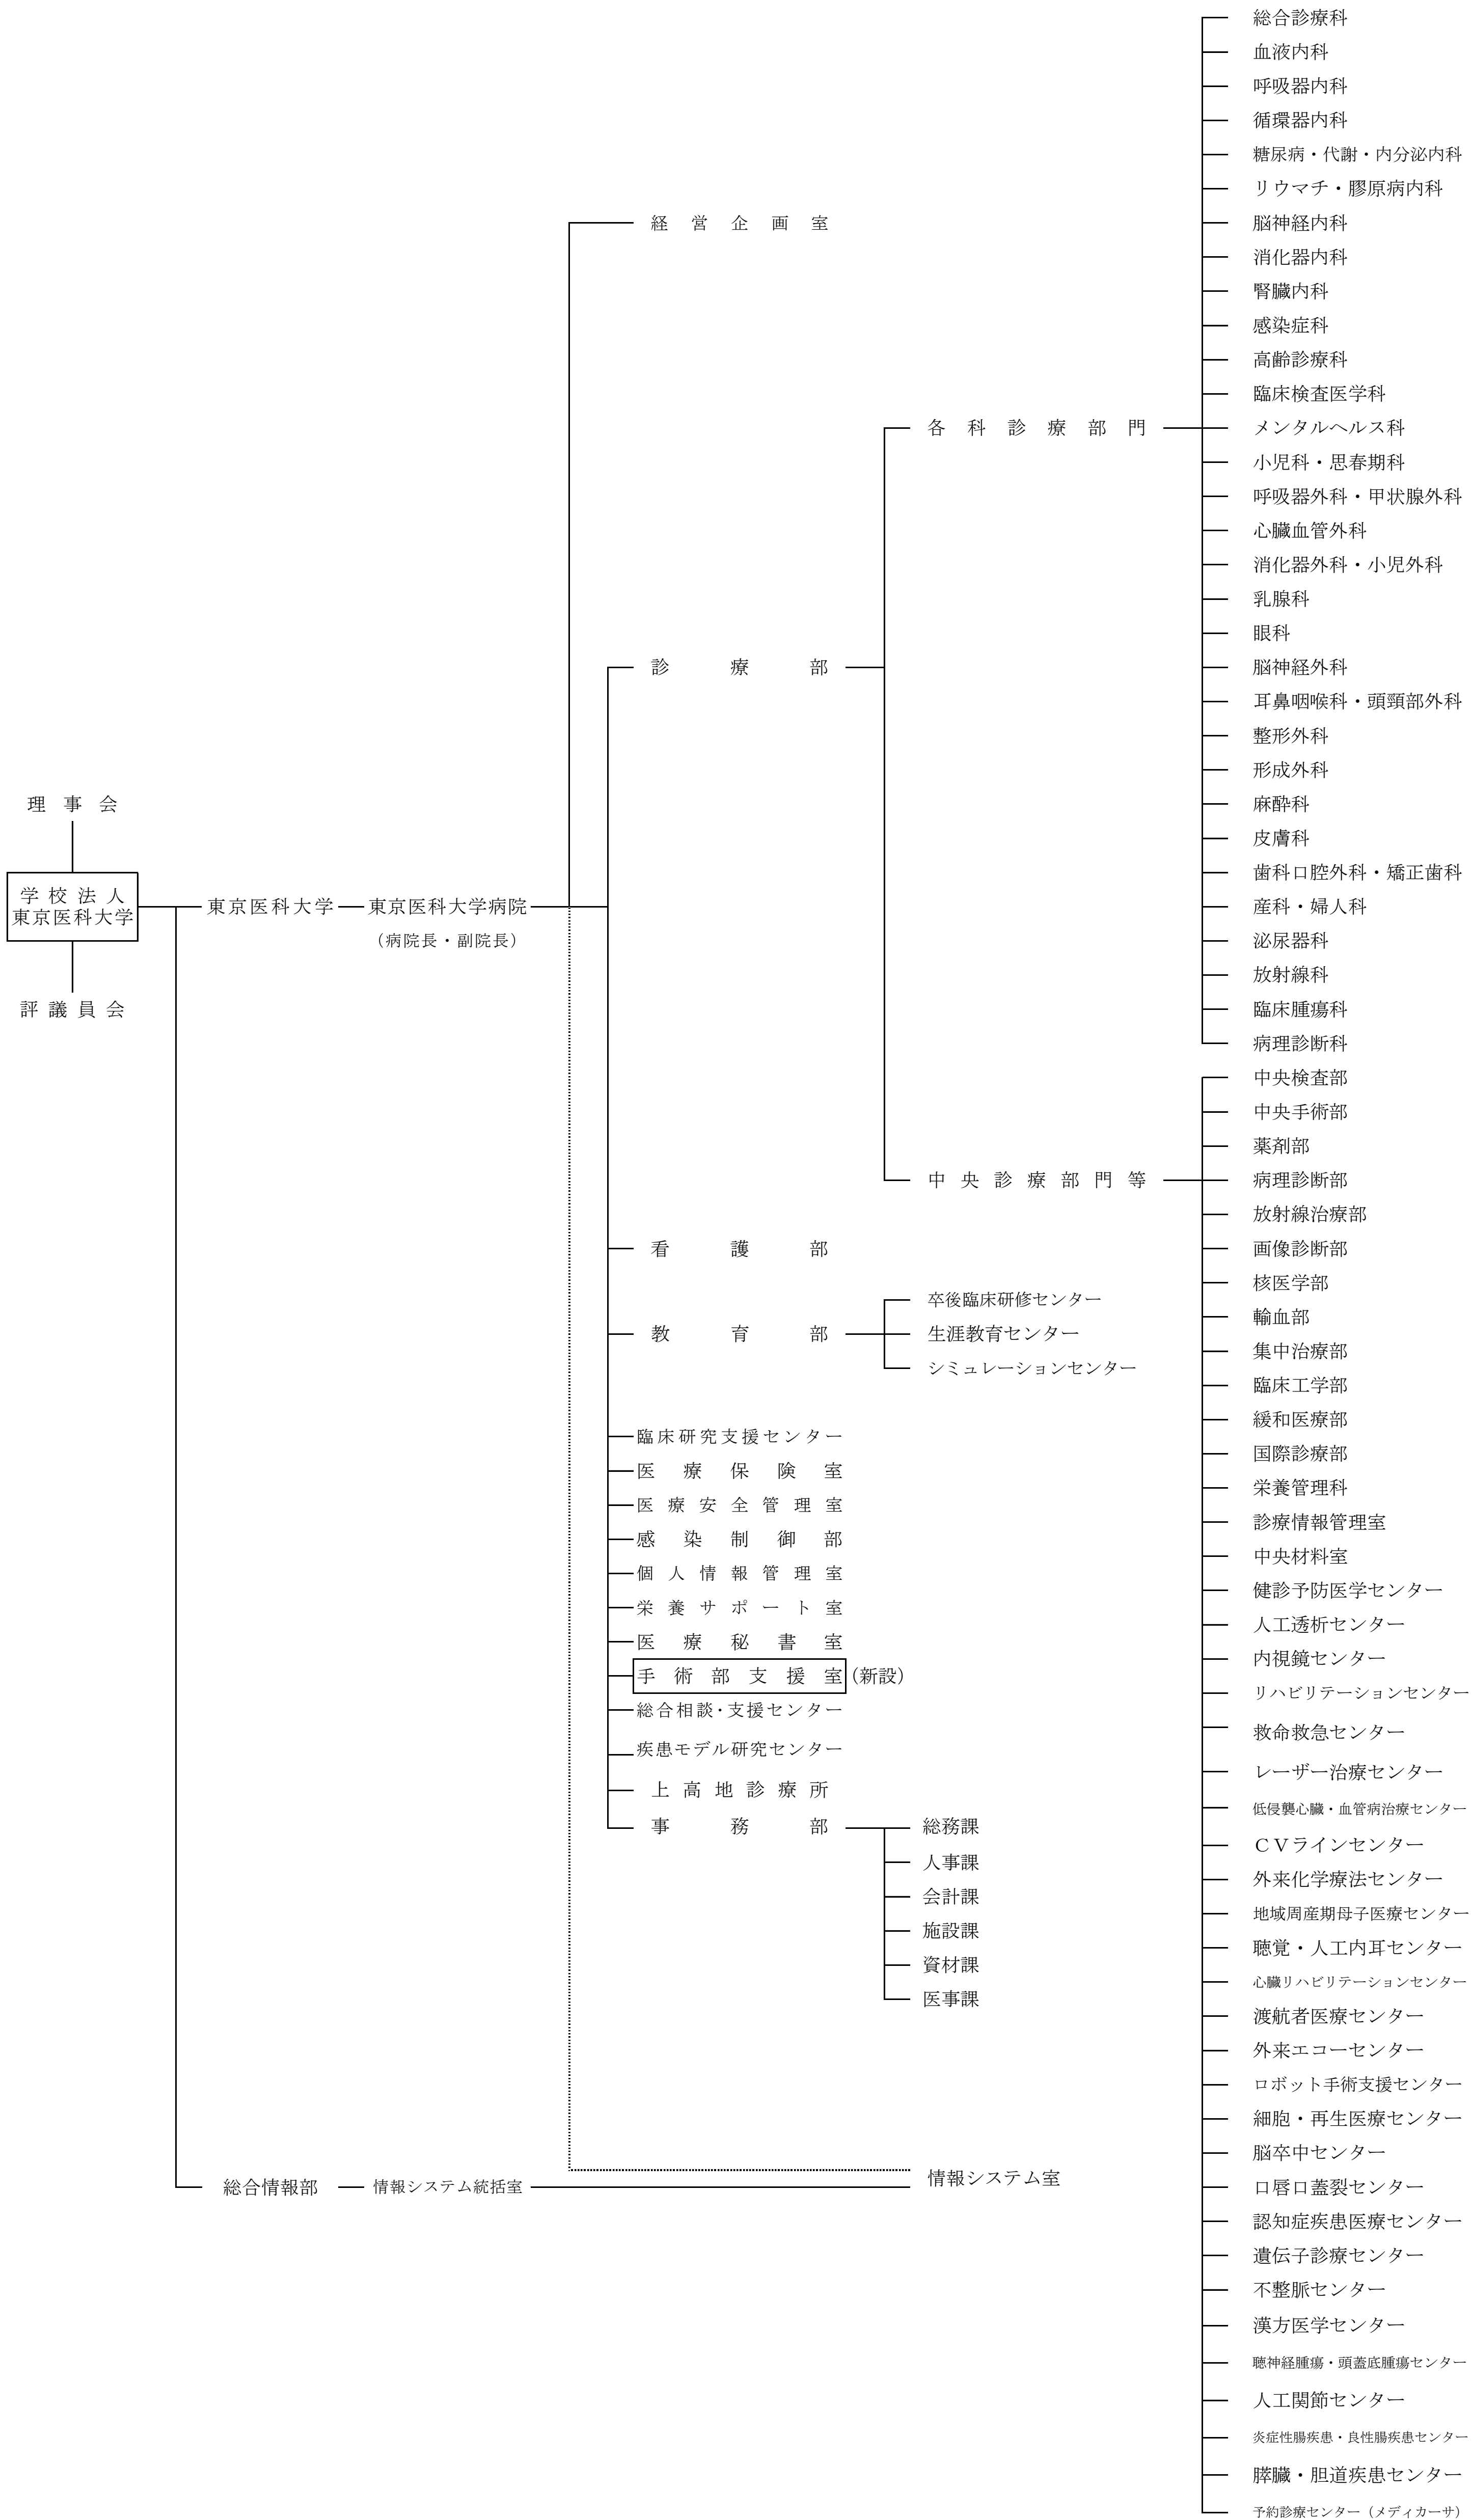 理事会
学校法人
東京医科大学
評議員会
東京医科大学
東京医科大学病院
（病院長・副院長）
総合情報部
情報システム統括室
経営企画室
診療部
看護部
教育部
臨床研究支援センター
医療保険室
医療安全管理室
感染制御部
個人情報管理室
栄養サポート室
医療秘書室
手術部支援室（新設）
総合相談・支援センター
疾患モデル研究センター
上高地診療所
事務部
各科診療部門
中央診療部門等
卒後臨床研修センター
生涯教育センター
シミュレーションセンター
総務課
人事課
会計課
施設課
資材課
医事課
情報システム室
総合診療科
血液内科
呼吸器内科
循環器内科
糖尿病・代謝・内分泌内科
リウマチ・膠原病内科
脳神経内科
消化器内科
腎臓内科
感染症科
高齢診療科
臨床検査医学科
メンタルヘルス科
小児科・思春期科
呼吸器外科・甲状腺外科
心臓血管外科
消化器外科・小児外科
乳腺科
眼科
脳神経外科
耳鼻咽喉科・頭頸部外科
整形外科
形成外科
麻酔科
皮膚科
歯科口腔外科・矯正歯科
産科・婦人科
泌尿器科
放射線科
臨床腫瘍科
病理診断科
中央検査部
中央手術部
薬剤部
病理診断部
放射線治療部
画像診断部
核医学部
輸血部
集中治療部
臨床工学部
緩和医療部
国際診療部
栄養管理科
診療情報管理室
中央材料室
健診予防医学センター
人工透析センター
内視鏡センター
リハビリテーションセンター
救命救急センター
レーザー治療センター
低侵襲心臓・血管病治療センター
ＣＶラインセンター
外来化学療法センター
地域周産期母子医療センター
聴覚・人工内耳センター
心臓リハビリテーションセンター
渡航者医療センター
外来エコーセンター
ロボット手術支援センター
細胞・再生医療センター
脳卒中センター
口唇口蓋裂センター
認知症疾患医療センター
遺伝子診療センター
不整脈センター
漢方医学センター
聴神経腫瘍・頭蓋底腫瘍センター
人工関節センター
炎症性腸疾患・良性腸疾患センター
膵臓・胆道疾患センター
予約診療センター（メディカーサ）